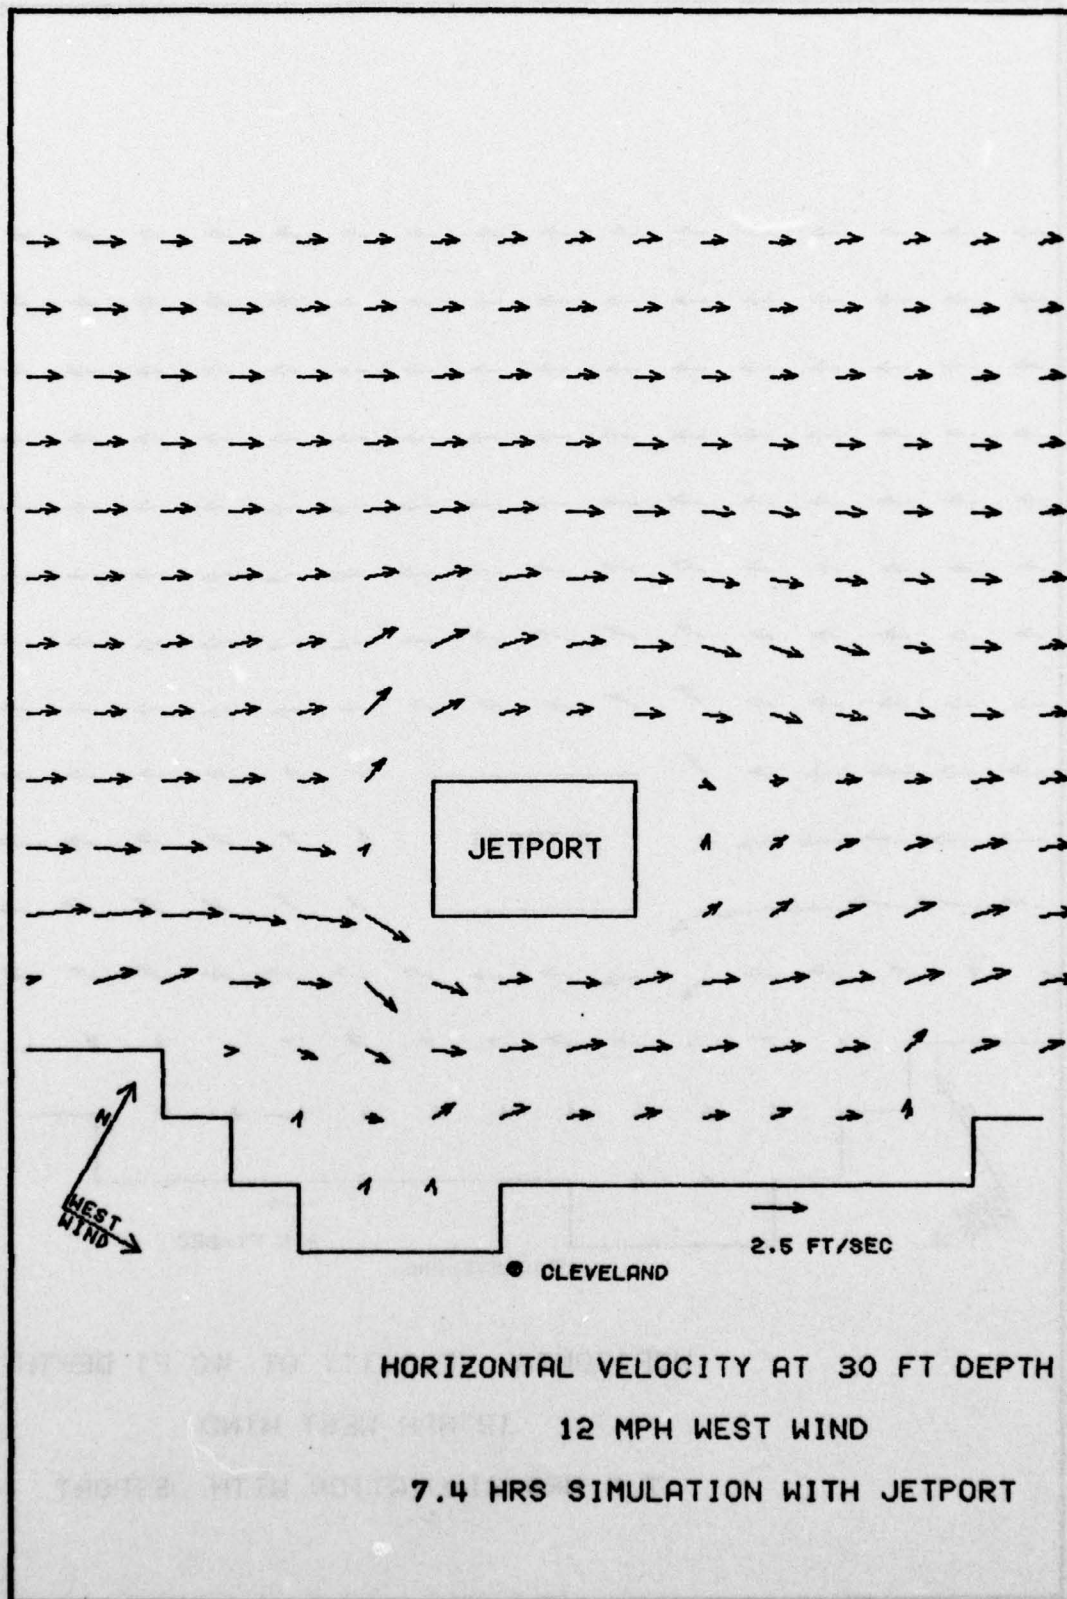 JETPORT
N
WEST
WIND
2.5 FT/SEC
CLEVELAND
HORIZONTAL VELOCITY AT 30 FT DEPTH
12 MPH WEST WIND
7.4 HRS SIMULATION WITH JETPORT